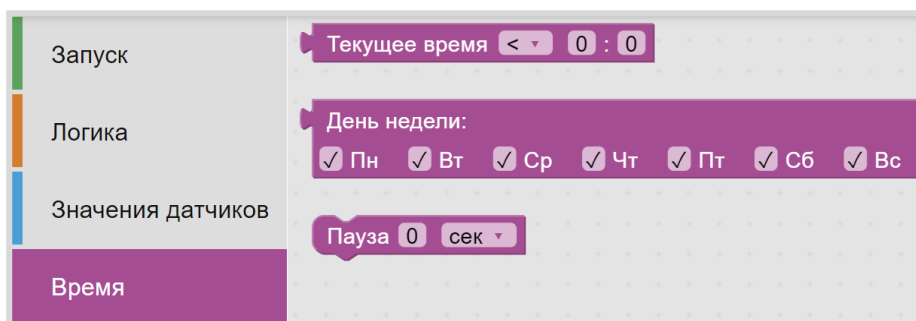 Запуск
Логика
Значения датчиков
Время
Текущее время < 0 : 0
День недели:
✓ Пн ✓ Вт ✓ Ср ✓ Чт ✓ Пт ✓ Сб ✓ Вс
Пауза 0 сек